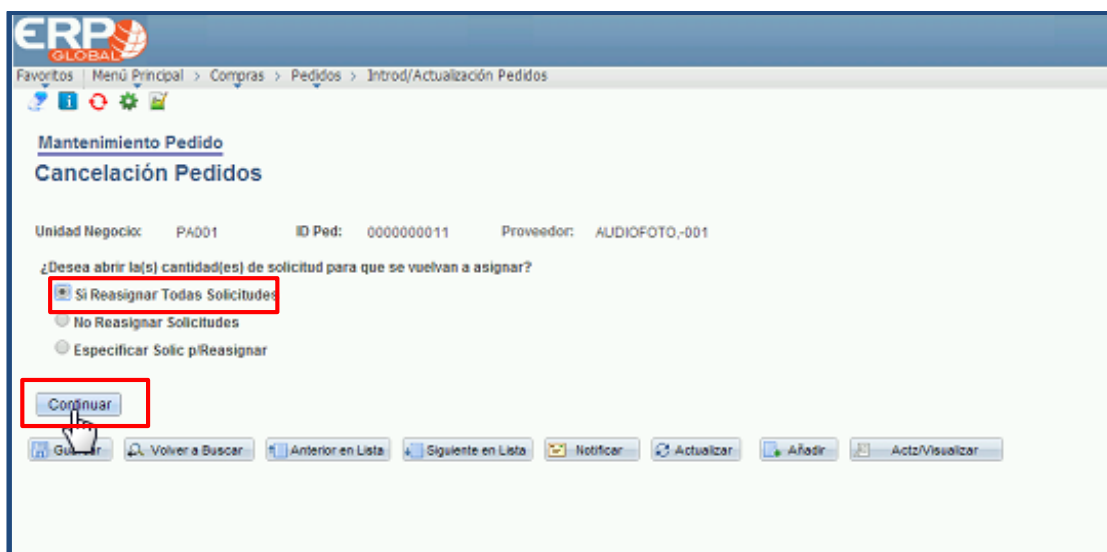 ERP
GLOBAL
Favoritos | Menú Principal > Compras > Pedidos > Introd/Actualización Pedidos
Mantenimiento Pedido
Cancelación Pedidos
Unidad Negocio: PA001 ID Ped: 0000000011 Proveedor: AUDIOFOTO,-001
¿Desea abrir la(s) cantidad(es) de solicitud para que se vuelvan a asignar?
Si Reasignar Todas Solicitudes
No Reasignar Solicitudes
Especificar Solic p/Reasignar
Continuar
Guardar Volver a Buscar Anterior en Lista Siguiente en Lista Notificar Actualizar Añadir Actz/Visualizar